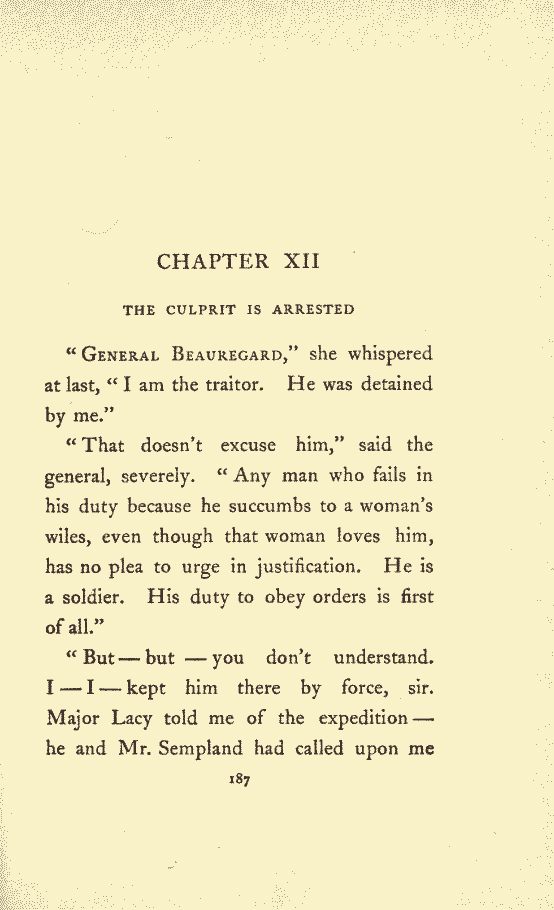 CHAPTER XII
THE CULPRIT IS ARRESTED
“GENERAL BEAUREGARD,” she whispered
at last, “I am the traitor. He was detained
by me.”
“That doesn’t excuse him,” said the
general, severely. “Any man who fails in
his duty because he succumbs to a woman’s
wiles, even though that woman loves him,
has no plea to urge in justification. He is
a soldier. His duty to obey orders is first
of all.”
“But — but — you don’t understand.
I — I — kept him there by force, sir.
Major Lacy told me of the expedition —
he and Mr. Sempland had called upon me
187